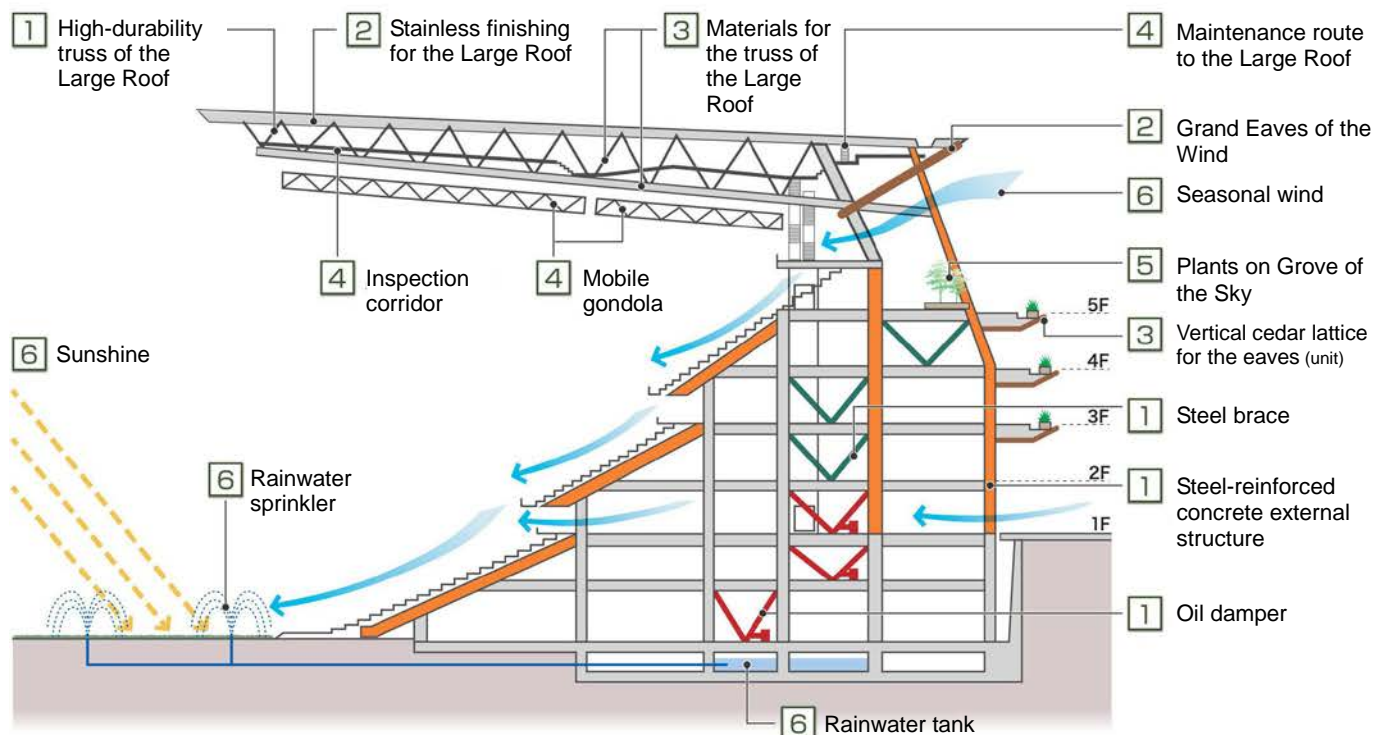 1 High-durability
truss of the
Large Roof
2 Stainless finishing
for the Large Roof
3 Materials for
the truss of
the Large
Roof
4 Maintenance route
to the Large Roof
2 Grand Eaves of the
Wind
6 Seasonal wind
4 Inspection
corridor
4 Mobile
gondola
5 Plants on Grove of
the Sky
5F
3 Vertical cedar lattice
for the eaves (unit)
6 Sunshine
4F
3F
1 Steel brace
6 Rainwater
sprinkler
2F
1 Steel-reinforced
concrete external
structure
1F
1 Oil damper
6 Rainwater tank